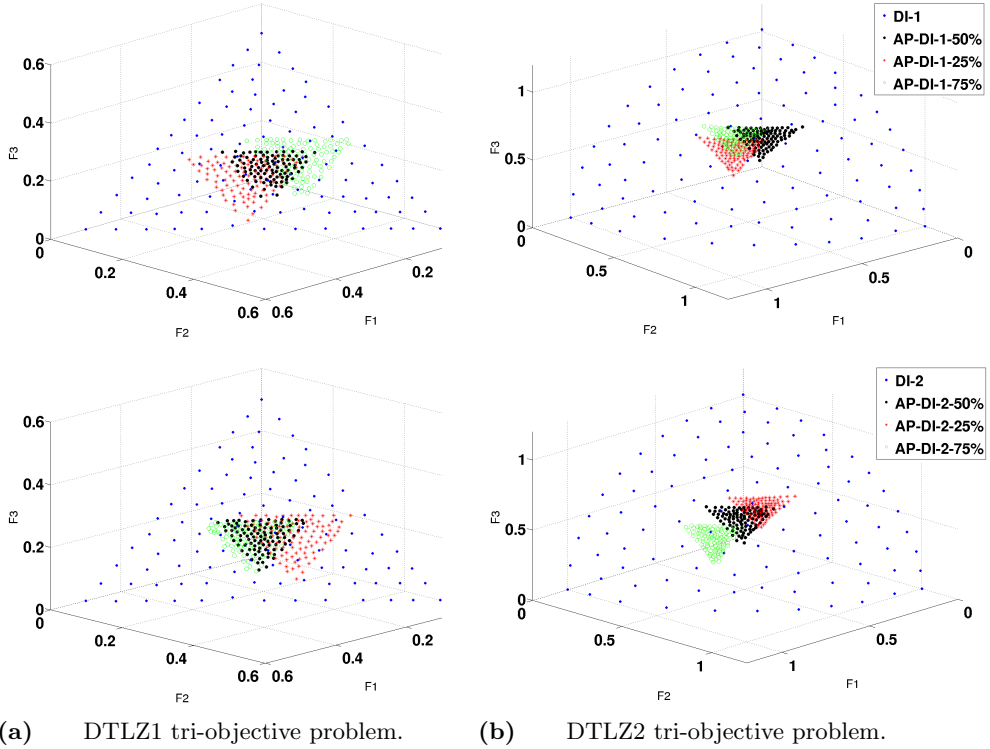 0.6
0.4
0.2
0
F3
0
0.2
0.4
0.6
F2
0.6
0.4
0.2
F1
1
0.5
0
F3
0
0.5
1
F2
1
0.5
0
F1
DI-1
AP-DI-1-50%
AP-DI-1-25%
AP-DI-1-75%
0.6
0.4
0.2
0
F3
0
0.2
0.4
0.6
F2
0.6
0.4
0.2
F1
1
0.5
0
F3
0
0.5
1
F2
1
0.5
0
F1
DI-2
AP-DI-2-50%
AP-DI-2-25%
AP-DI-2-75%
(a) DTLZ1 tri-objective problem.
(b) DTLZ2 tri-objective problem.